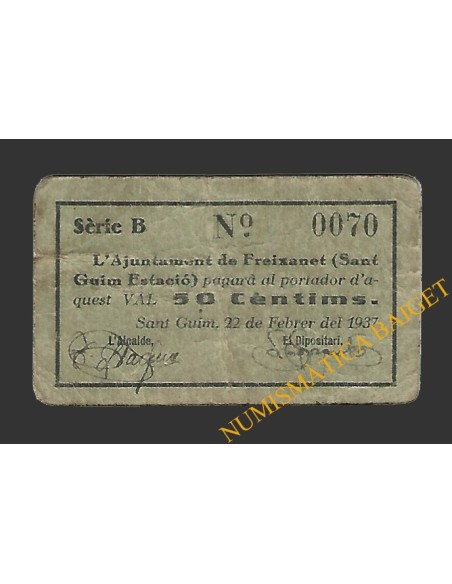 Sèrie B Nº 0070
L'Ajuntament de Freixanet (Sant
Guim Estació) pagarà al portador d'a-
quest VAL 50 Cèntims.
Sant Guim, 22 de Febrer del 1937
L'Alcalde, El Dipositari,
NUMISMATICA BAIGET